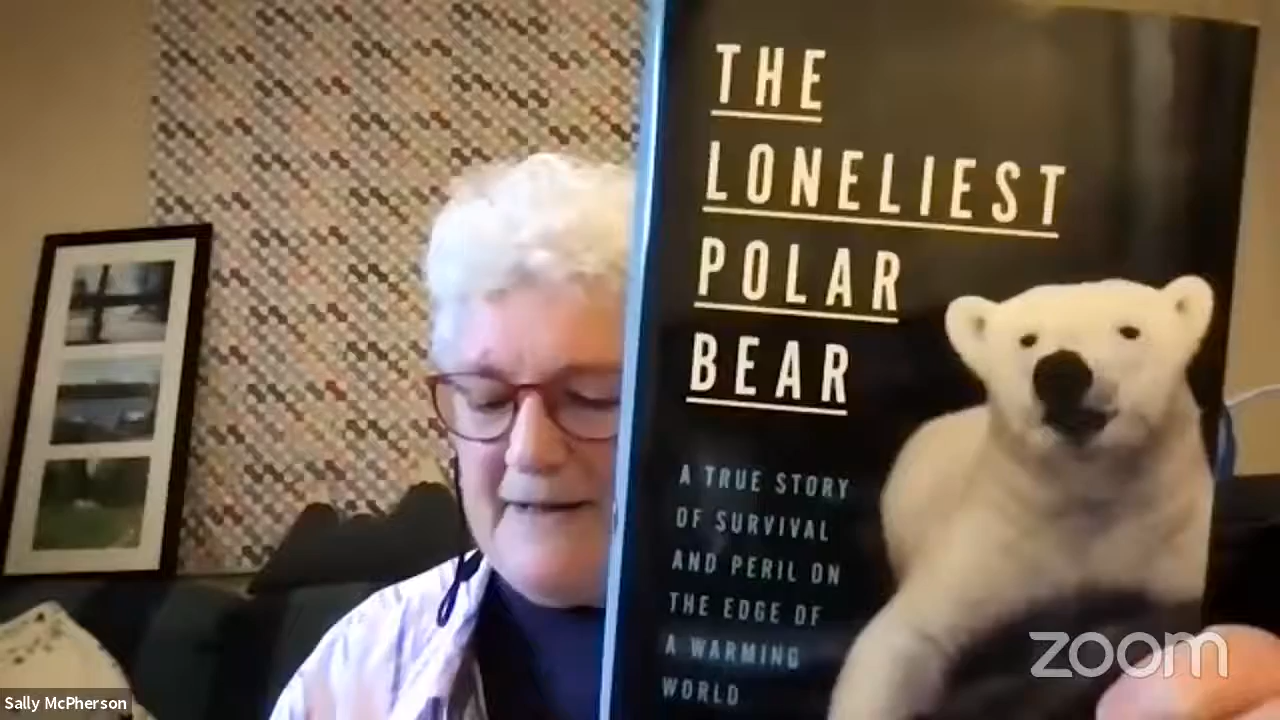 THE
LONELIEST
POLAR
BEAR
A TRUE STORY
OF SURVIVAL
AND PERIL ON
THE EDGE OF
A WARMING
WORLD
zoom
Sally McPherson